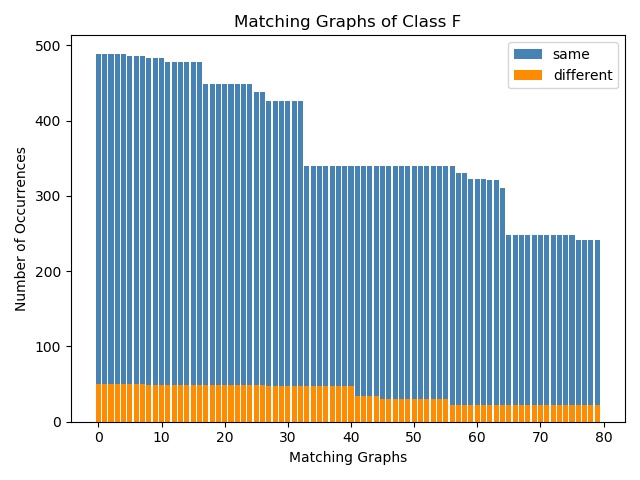 Matching Graphs of Class F
same
different
Number of Occurrences
500
400
300
200
100
0
0 10 20 30 40 50 60 70 80
Matching Graphs